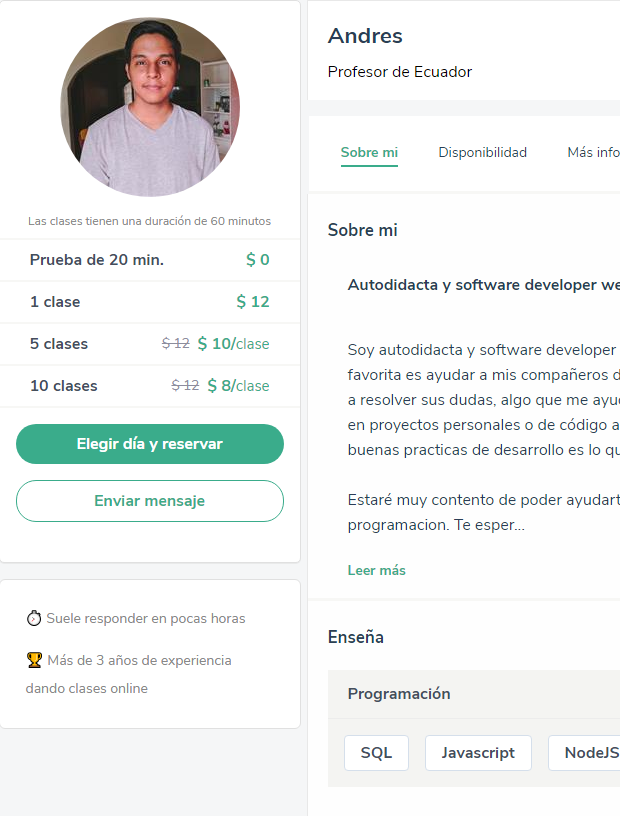 Las clases tienen una duración de 60 minutos
Prueba de 20 min. $ 0
1 clase $ 12
5 clases $ 12 $ 10/clase
10 clases $ 12 $ 8/clase
Elegir día y reservar
Enviar mensaje
Suele responder en pocas horas
Más de 3 años de experiencia
dando clases online
Andres
Profesor de Ecuador
Sobre mi Disponibilidad Más info
Sobre mi
Autodidacta y software developer we
Soy autodidacta y software developer
favorita es ayudar a mis compañeros d
a resolver sus dudas, algo que me ayu
en proyectos personales o de código a
buenas practicas de desarrollo es lo qu
Estaré muy contento de poder ayudart
programacion. Te esper...
Leer más
Enseña
Programación
SQL Javascript NodeJS